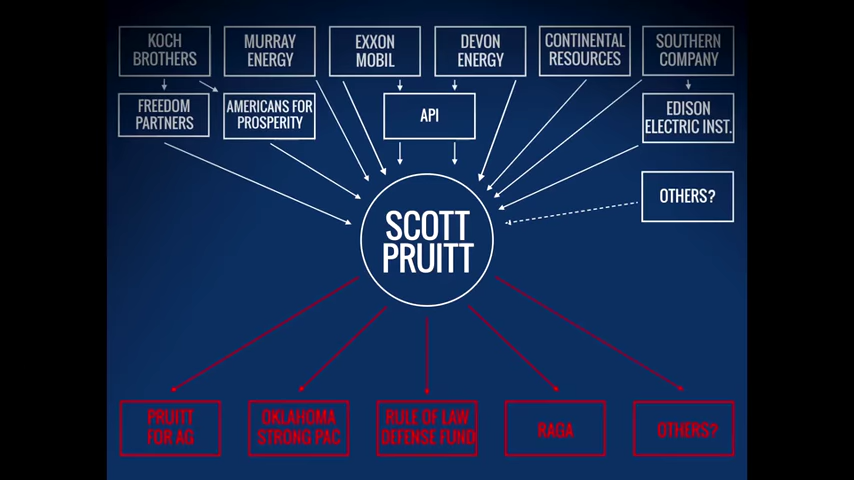 KOCH
BROTHERS
MURRAY
ENERGY
EXXON
MOBIL
DEVON
ENERGY
CONTINENTAL
RESOURCES
SOUTHERN
COMPANY
FREEDOM
PARTNERS
AMERICANS FOR
PROSPERITY
API
EDISON
ELECTRIC INST.
OTHERS?
SCOTT
PRUITT
PRUITT
FOR AG
OKLAHOMA
STRONG PAC
RULE OF LAW
DEFENSE FUND
RAGA
OTHERS?